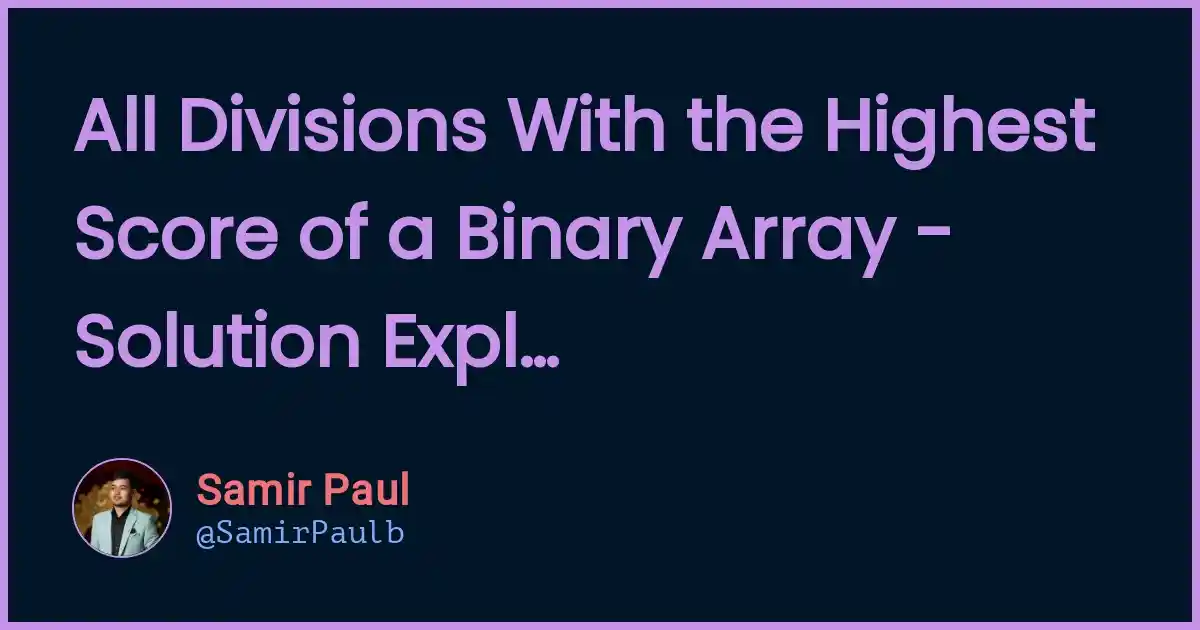 All Divisions With the Highest
Score of a Binary Array -
Solution Expl...
Samir Paul
@SamirPaulb